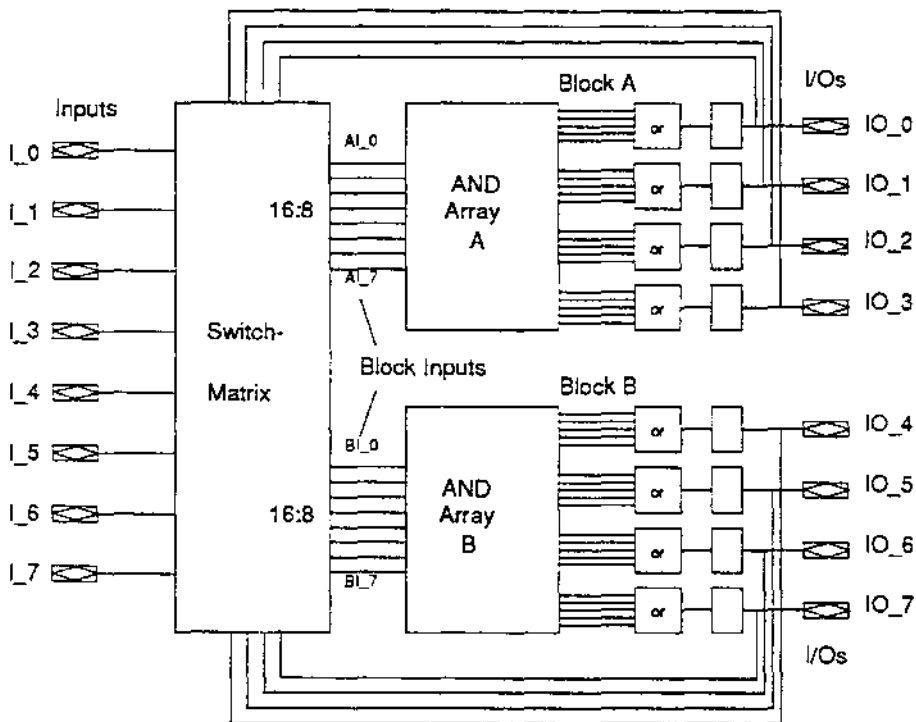 Block A
I/Os
Inputs
I_0
I_1
I_2
I_3
I_4
I_5
I_6
I_7
AI_0
16:8
AI_7
Switch-
Matrix
Block Inputs
BI_0
16:8
BI_7
AND
Array
A
or
or
or
or
IO_0
IO_1
IO_2
IO_3
Block B
AND
Array
B
or
or
or
or
IO_4
IO_5
IO_6
IO_7
I/Os